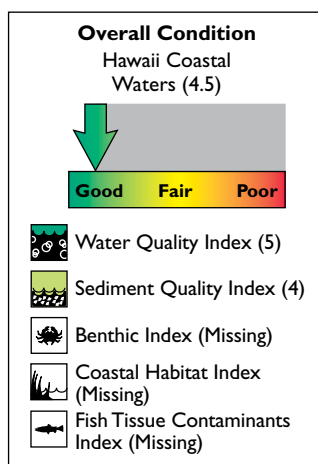 Overall Condition
Hawaii Coastal
Waters (4.5)
Good Fair Poor
Water Quality Index (5)
Sediment Quality Index (4)
Benthic Index (Missing)
Coastal Habitat Index
(Missing)
Fish Tissue Contaminants
Index (Missing)